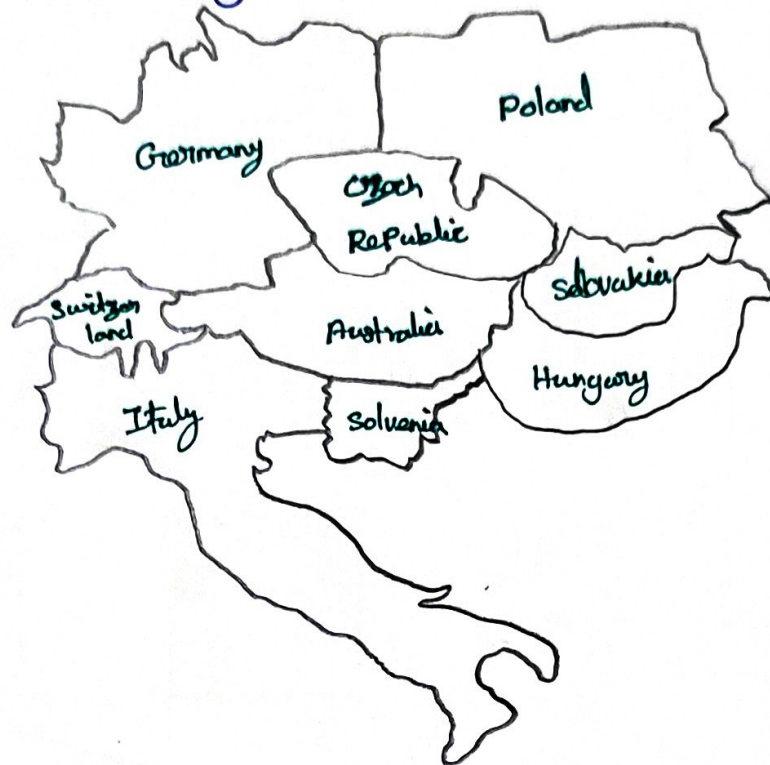 Poland
Germany
Czech
Republic
Slovakia
Switzer
land
Australia
Hungary
Italy
Solvenia